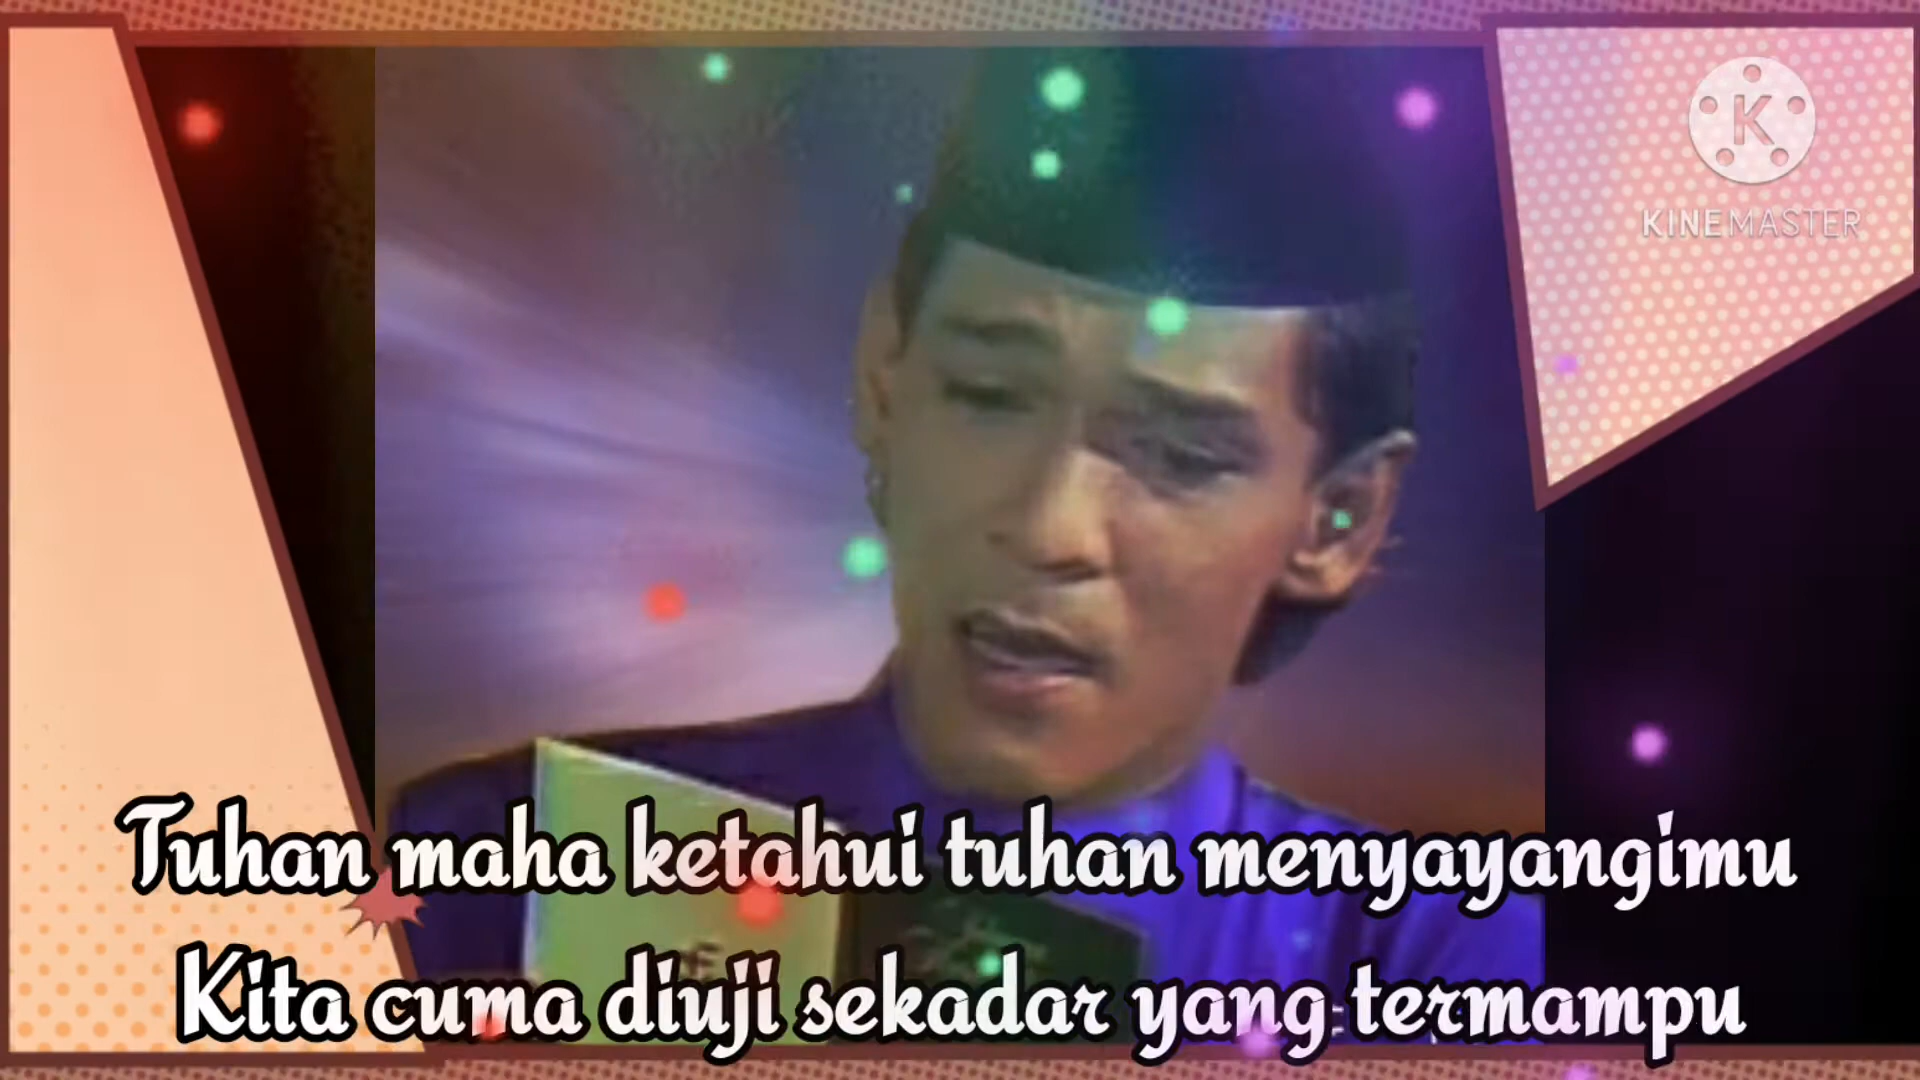 K
KINEMASTER
Tuhan maha ketahui tuhan menyayangimu
Kita cuma diuji sekadar yang termampu